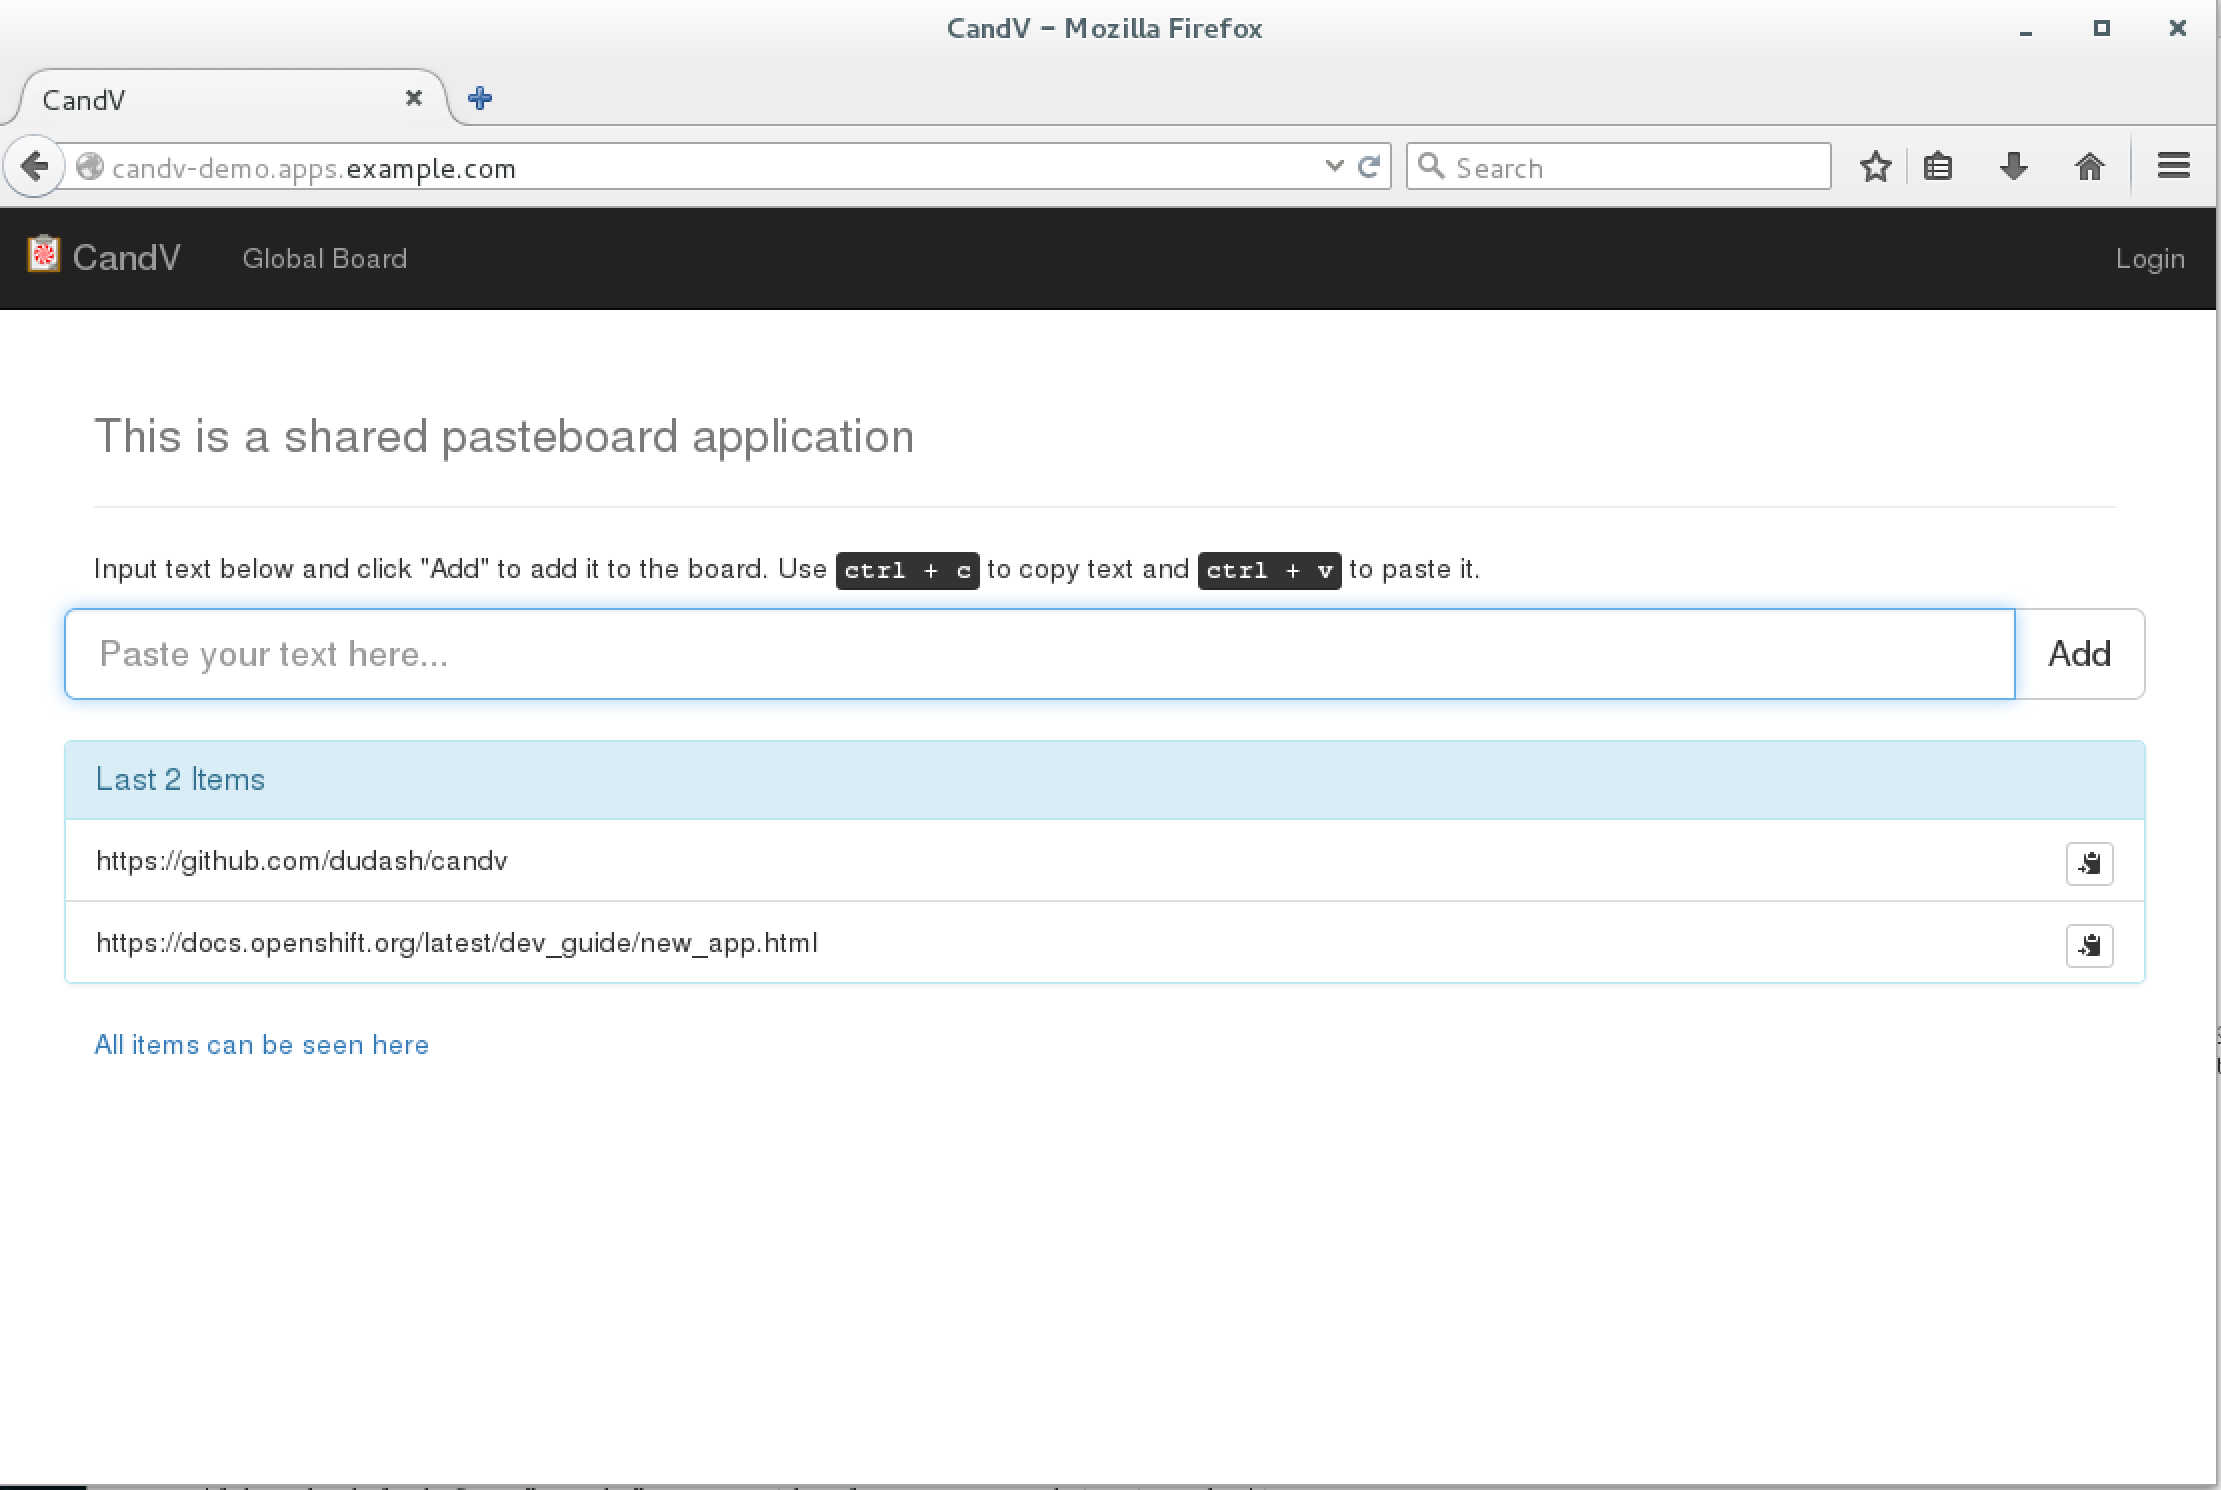 CandV - Mozilla Firefox
CandV
candv-demo.apps.example.com
Search
CandV Global Board Login
This is a shared pasteboard application
Input text below and click "Add" to add it to the board. Use ctrl + c to copy text and ctrl + v to paste it.
Paste your text here... Add
Last 2 Items
https://github.com/dudash/candv
https://docs.openshift.org/latest/dev_guide/new_app.html
All items can be seen here